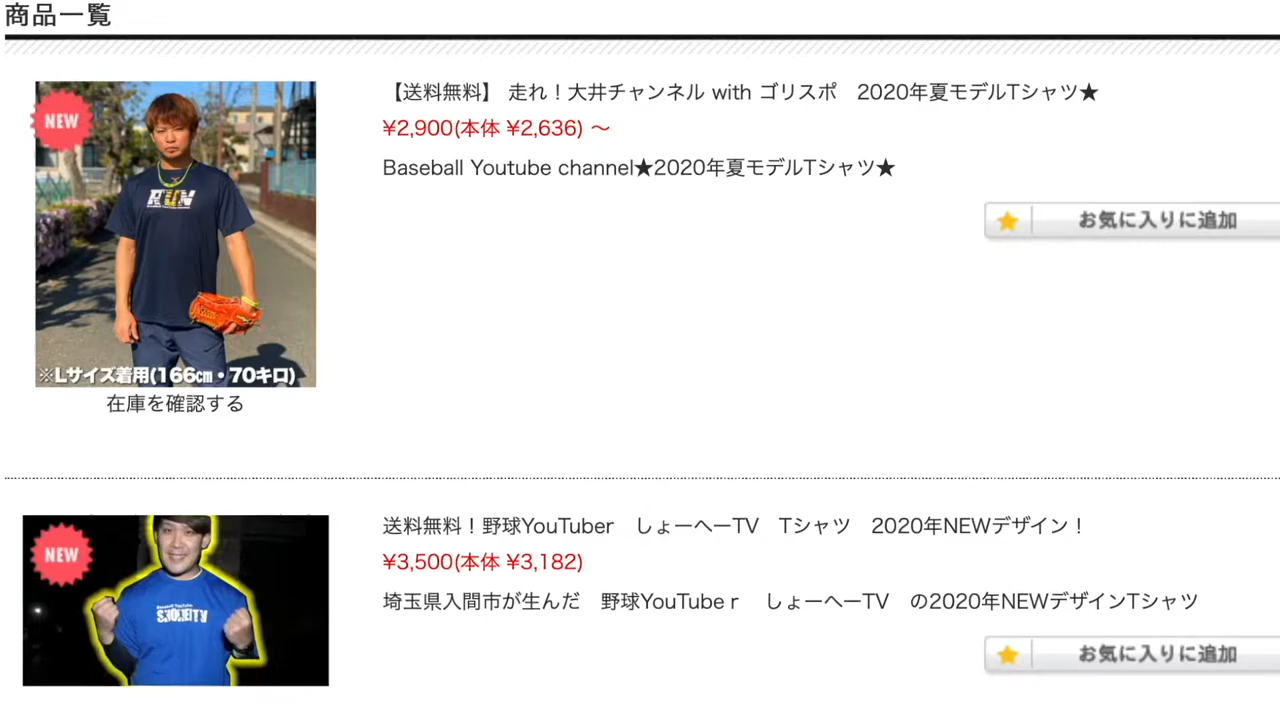 商品一覧
NEW
【送料無料】 走れ！大井チャンネル with ゴリスポ　2020年夏モデルTシャツ★
¥2,900(本体 ¥2,636) ～
Baseball Youtube channel★2020年夏モデルTシャツ★
お気に入りに追加
RUN
※Lサイズ着用(166cm・70キロ)
在庫を確認する
NEW
送料無料！野球YouTuber　しょーへーTV　Tシャツ　2020年NEWデザイン！
¥3,500(本体 ¥3,182)
埼玉県入間市が生んだ　野球YouTubeｒ　しょーへーTV　の2020年NEWデザインTシャツ
お気に入りに追加
Baseball YouTube
SHOHEITV